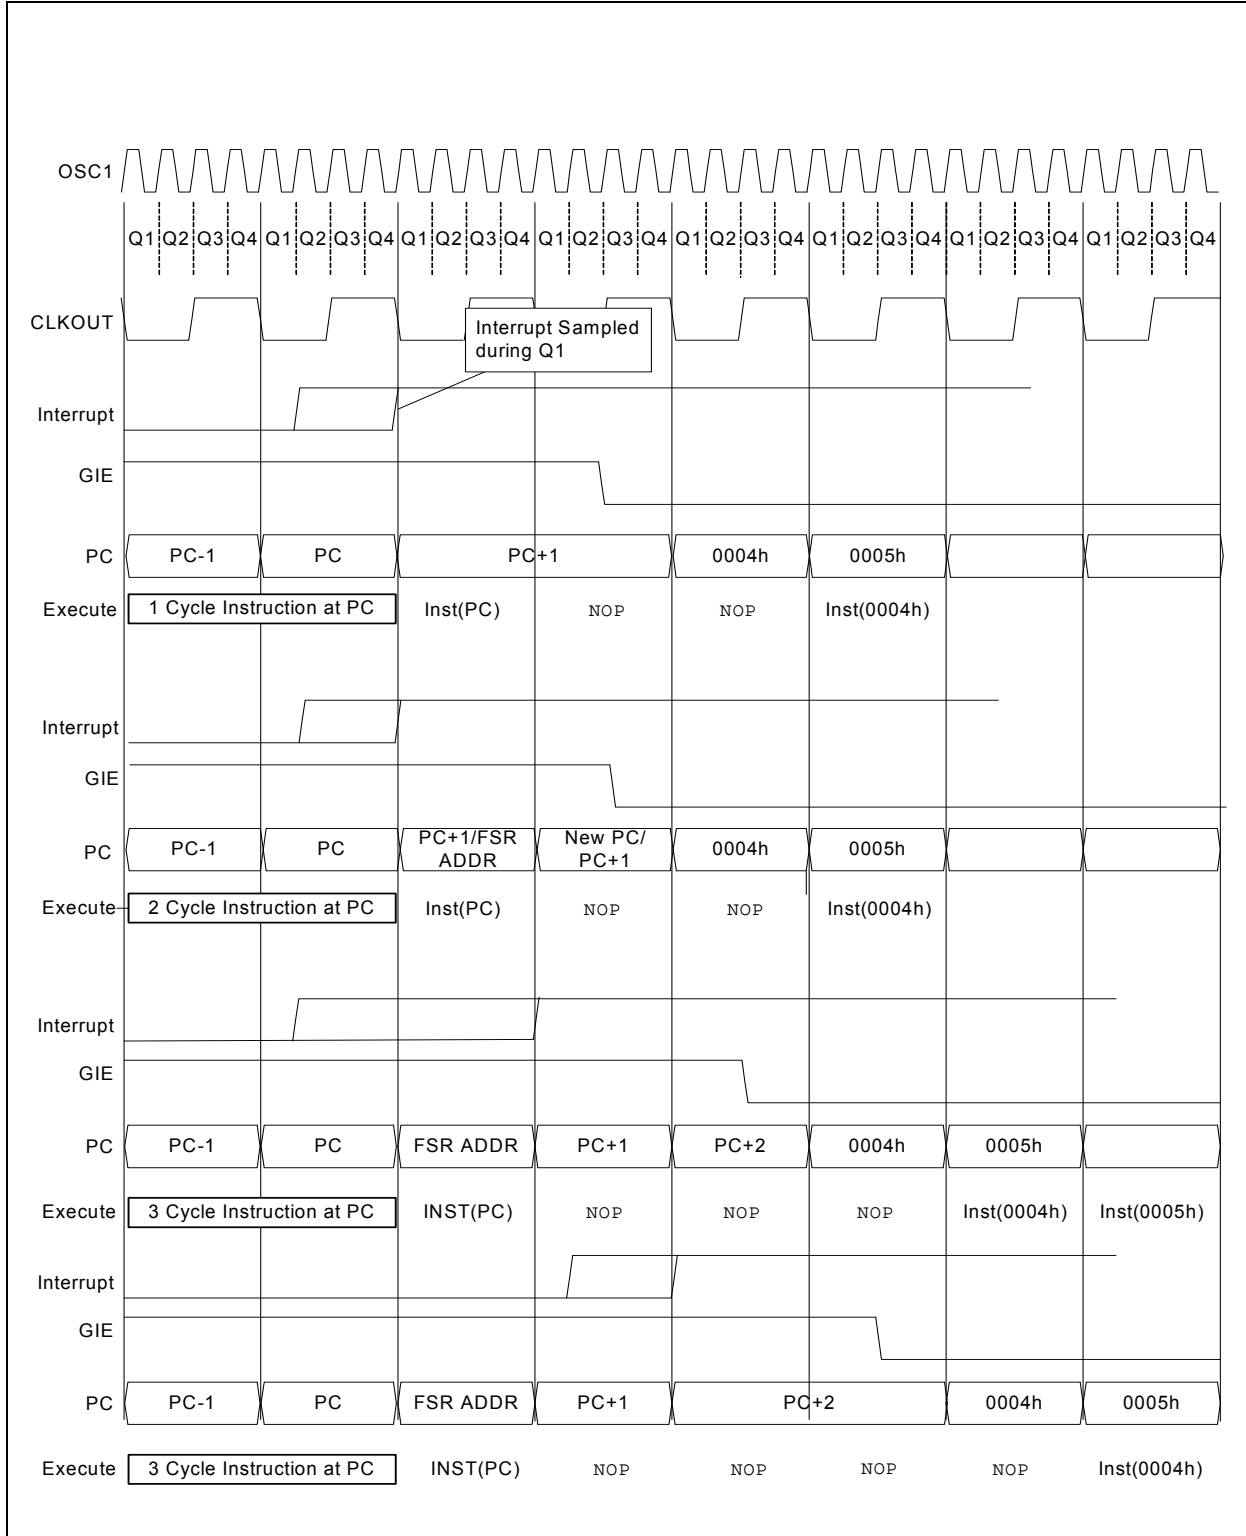 OSC1
Q1 Q2 Q3 Q4 Q1 Q2 Q3 Q4 Q1 Q2 Q3 Q4 Q1 Q2 Q3 Q4 Q1 Q2 Q3 Q4 Q1 Q2 Q3 Q4 Q1 Q2 Q3 Q4 Q1 Q2 Q3 Q4
CLKOUT
Interrupt Sampled
during Q1
Interrupt
GIE
PC PC-1 PC PC+1 0004h 0005h
Execute 1 Cycle Instruction at PC Inst(PC) NOP NOP Inst(0004h)
Interrupt
GIE
PC PC-1 PC PC+1/FSR ADDR New PC/ PC+1 0004h 0005h
Execute 2 Cycle Instruction at PC Inst(PC) NOP NOP Inst(0004h)
Interrupt
GIE
PC PC-1 PC FSR ADDR PC+1 PC+2 0004h 0005h
Execute 3 Cycle Instruction at PC INST(PC) NOP NOP NOP Inst(0004h) Inst(0005h)
Interrupt
GIE
PC PC-1 PC FSR ADDR PC+1 PC+2 0004h 0005h
Execute 3 Cycle Instruction at PC INST(PC) NOP NOP NOP NOP Inst(0004h)